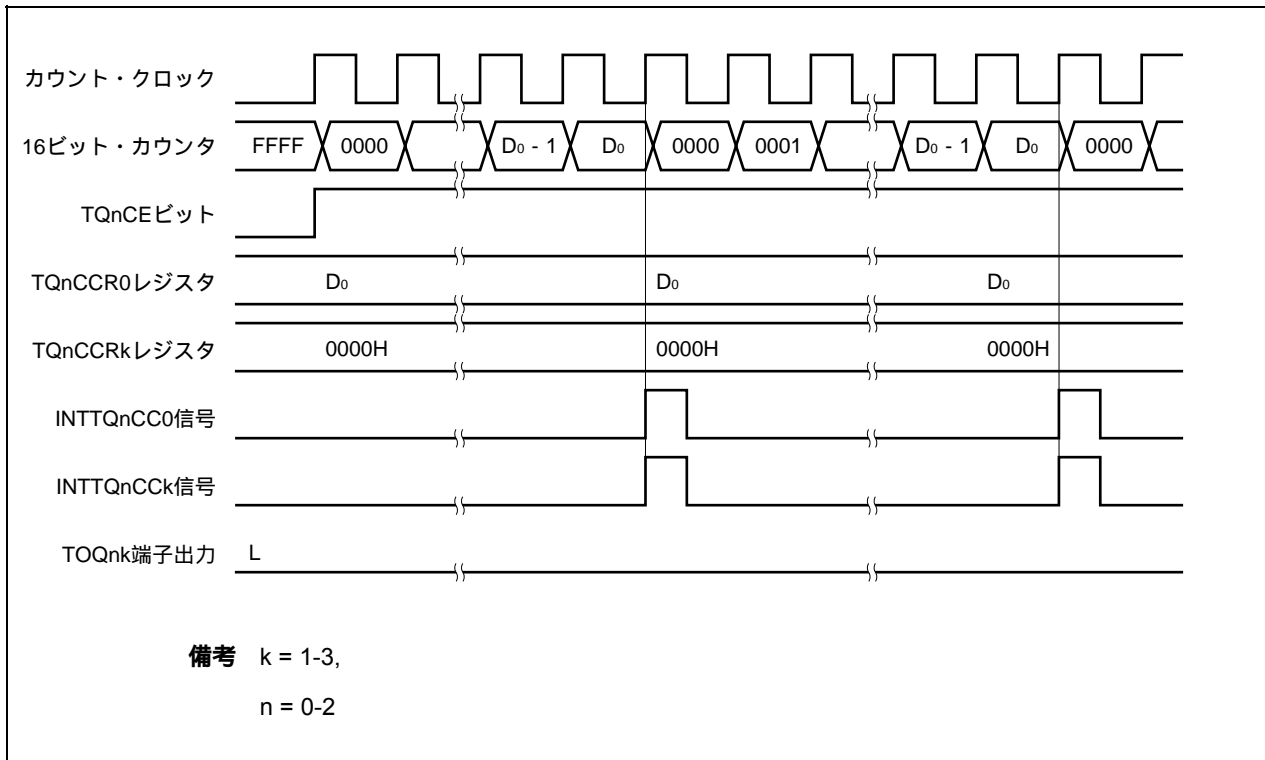 カウント・クロック
16ビット・カウンタ FFFF 0000 D₀ - 1 D₀ 0000 0001 D₀ - 1 D₀ 0000
TQnCEビット
TQnCCR0レジスタ D₀ D₀ D₀
TQnCCRkレジスタ 0000H 0000H 0000H
INTTQnCC0信号
INTTQnCCk信号
TOQnk端子出力 L
備考 k = 1-3,
n = 0-2